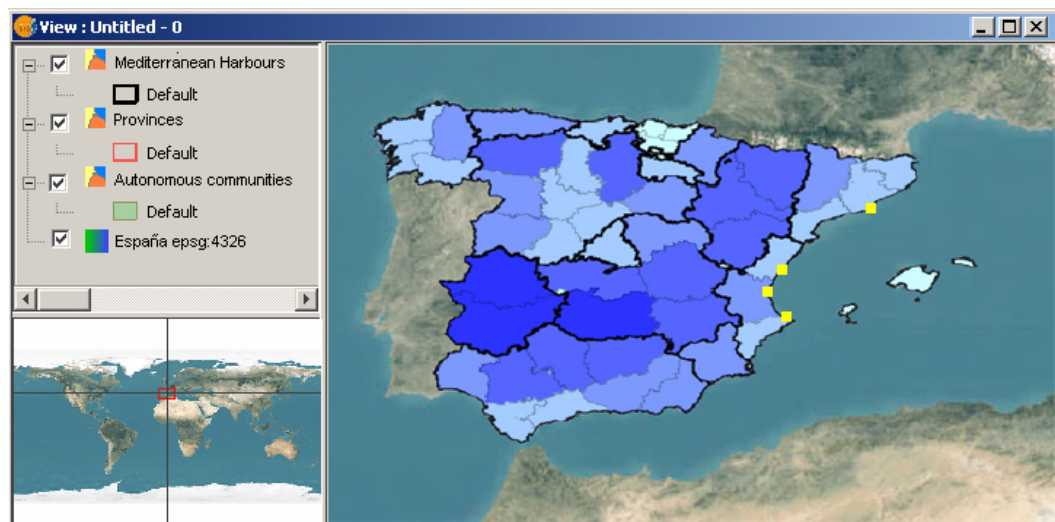 View : Untitled - 0
Mediterranean Harbours
Default
Provinces
Default
Autonomous communities
Default
España epsg:4326